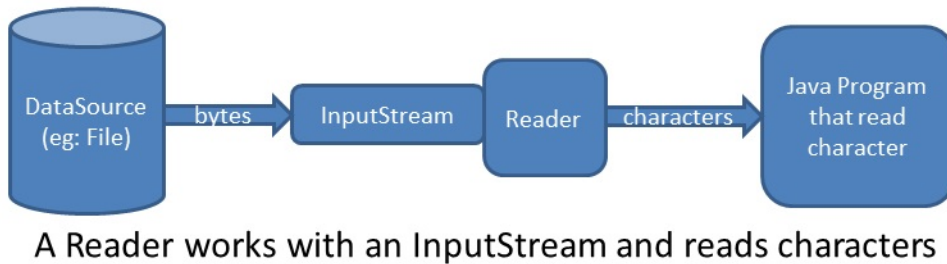 DataSource
(eg: File)
bytes
InputStream
Reader
characters
Java Program
that read
character
A Reader works with an InputStream and reads characters